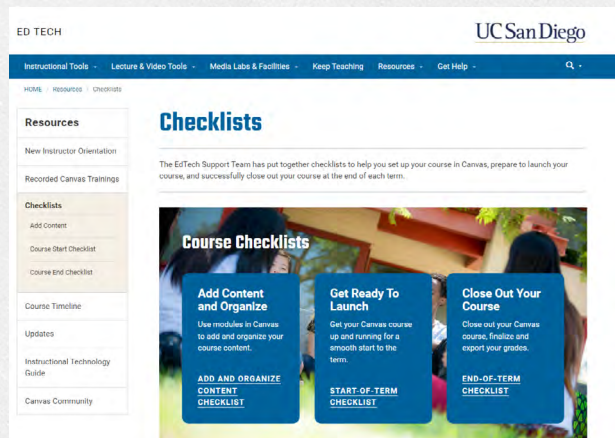 ED TECH
UC San Diego
Instructional Tools
Lecture & Video Tools
Media Labs & Facilities
Keep Teaching
Resources
Get Help
HOME / Resources / Checklists
Resources
New Instructor Orientation
Recorded Canvas Trainings
Checklists
Add Content
Course Start Checklist
Course End Checklist
Course Timeline
Updates
Instructional Technology
Guide
Canvas Community
Checklists
The EdTech Support Team has put together checklists to help you set up your course in Canvas, prepare to launch your
course, and successfully close out your course at the end of each term.
Course Checklists
Add Content
and Organize
Use modules in Canvas
to add and organize your
course content.
ADD AND ORGANIZE
CONTENT
CHECKLIST
Get Ready To
Launch
Get your Canvas course
up and running for a
smooth start to the
term.
START-OF-TERM
CHECKLIST
Close Out Your
Course
Close out your Canvas
course, finalize and
export your grades.
END-OF-TERM
CHECKLIST